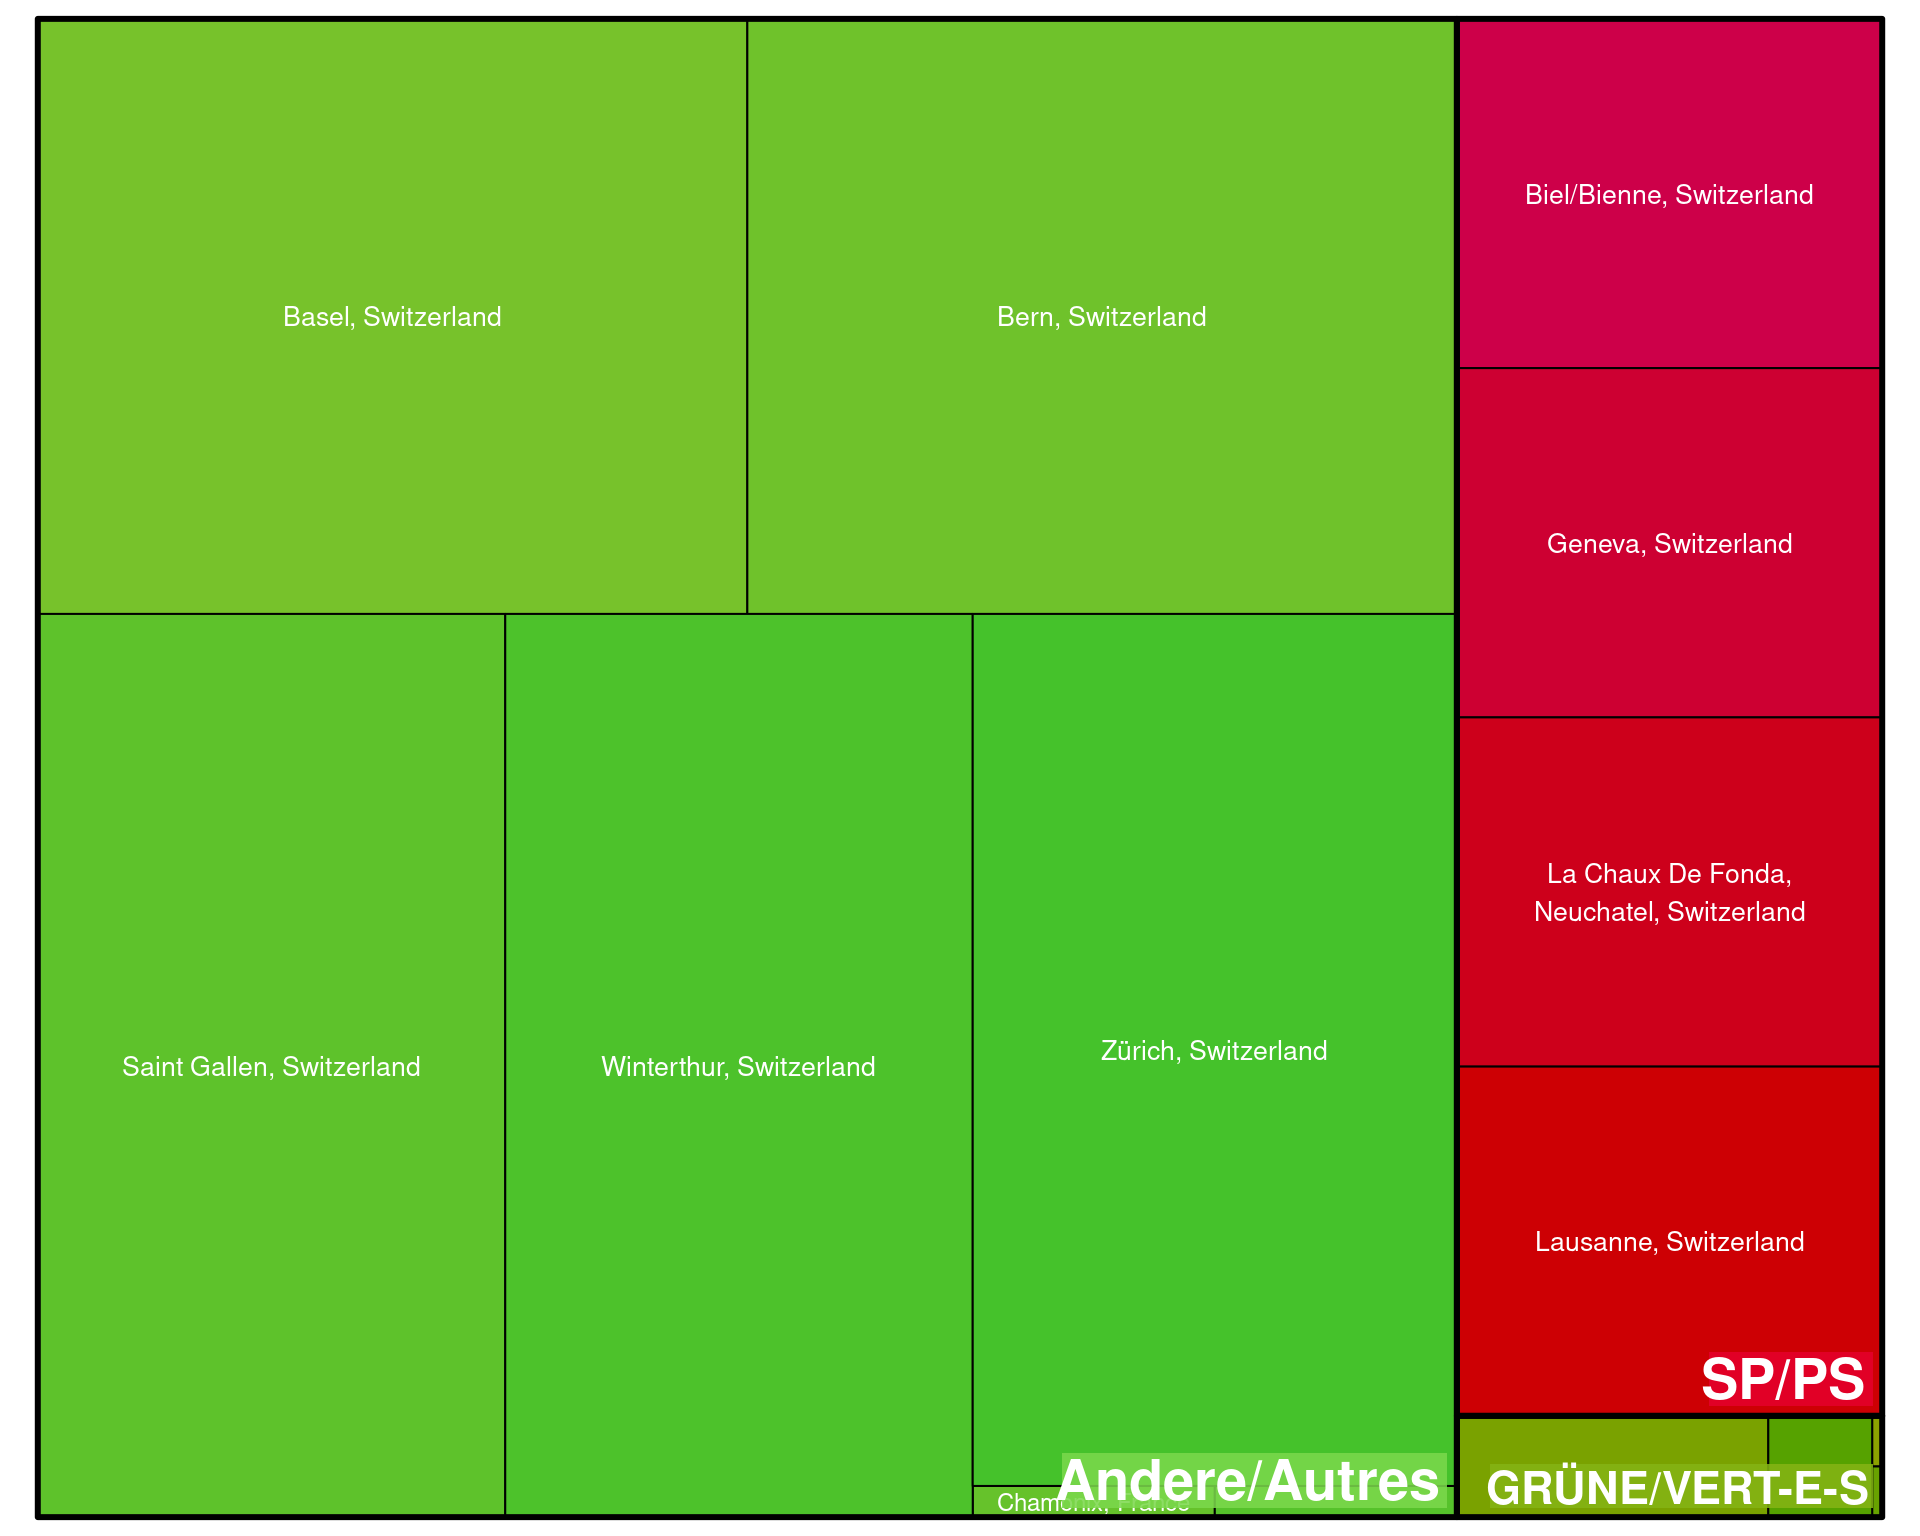 Basel, Switzerland
Bern, Switzerland
Biel/Bienne, Switzerland
Geneva, Switzerland
La Chaux De Fonda,
Neuchatel, Switzerland
Saint Gallen, Switzerland
Winterthur, Switzerland
Zürich, Switzerland
Lausanne, Switzerland
SP/PS
Andere/Autres
GRÜNE/VERT-E-S
Chamonix, France